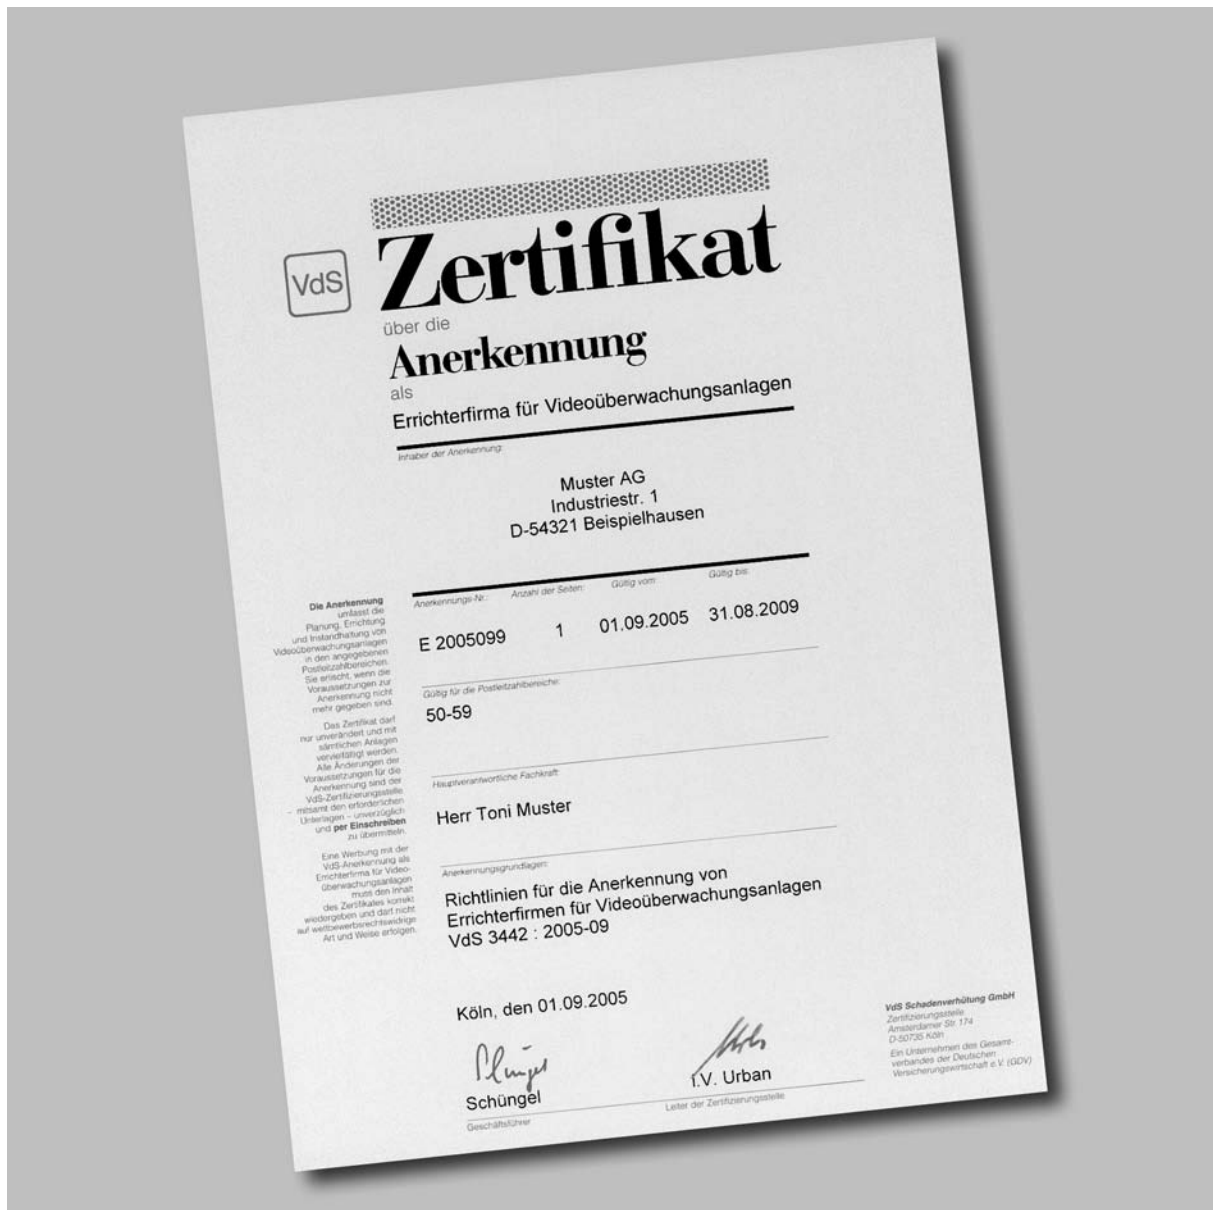 VdS
Zertifikat
über die
Anerkennung
als
Errichterfirma für Videoüberwachungsanlagen
Inhaber der Anerkennung:
Muster AG
Industriestr. 1
D-54321 Beispielhausen
Anerkennungs-Nr.: Anzahl der Seiten: Gültig vom: Gültig bis:
E 2005099 1 01.09.2005 31.08.2009
Gültig für die Postleitzahlbereiche:
50-59
Hauptverantwortliche Fachkraft:
Herr Toni Muster
Anerkennungsgrundlagen:
Richtlinien für die Anerkennung von
Errichterfirmen für Videoüberwachungsanlagen
VdS 3442 : 2005-09
Die Anerkennung
umfasst die
Planung, Errichtung
und Instandhaltung von
Videoüberwachungsanlagen
in den angegebenen
Postleitzahlbereichen.
Sie erlischt, wenn die
Voraussetzungen zur
Anerkennung nicht
mehr gegeben sind.
Das Zertifikat darf
nur unverändert und mit
sämtlichen Anlagen
vervielfältigt werden.
Alle Änderungen der
Voraussetzungen für die
Anerkennung sind der
VdS-Zertifizierungsstelle
– mitsamt den erforderlichen
Unterlagen – unverzüglich
und per Einschreiben
zu übermitteln.
Eine Werbung mit der
VdS-Anerkennung als
Errichterfirma für Video-
überwachungsanlagen
muss den Inhalt
des Zertifikates korrekt
wiedergeben und darf nicht
auf wettbewerbsrechtswidrige
Art und Weise erfolgen.
Köln, den 01.09.2005
Schüngel
Geschäftsführer
i.V. Urban
Leiter der Zertifizierungsstelle
VdS Schadenverhütung GmbH
Zertifizierungsstelle
Amsterdamer Str. 174
D-50735 Köln
Ein Unternehmen des Gesamt-
verbandes der Deutschen
Versicherungswirtschaft e.V. (GDV)